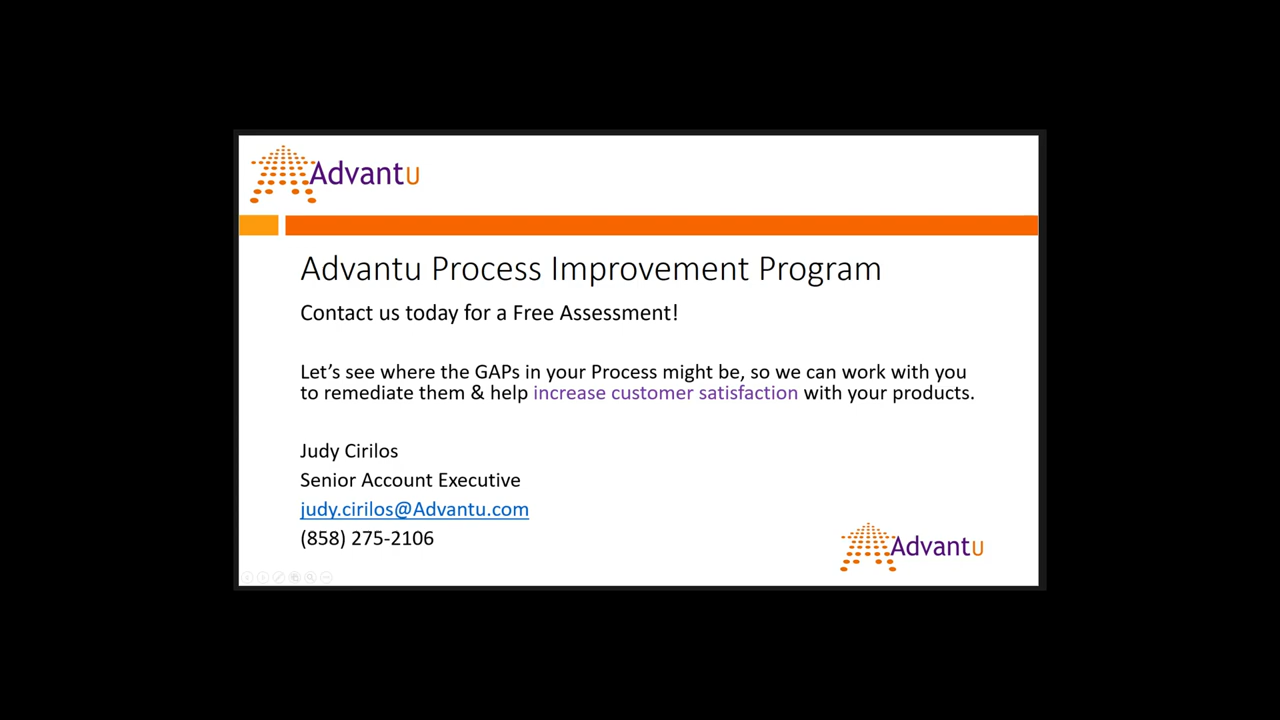 Advantu
Advantu Process Improvement Program
Contact us today for a Free Assessment!
Let's see where the GAPs in your Process might be, so we can work with you
to remediate them & help increase customer satisfaction with your products.
Judy Cirilos
Senior Account Executive
judy.cirilos@Advantu.com
(858) 275-2106
Advantu